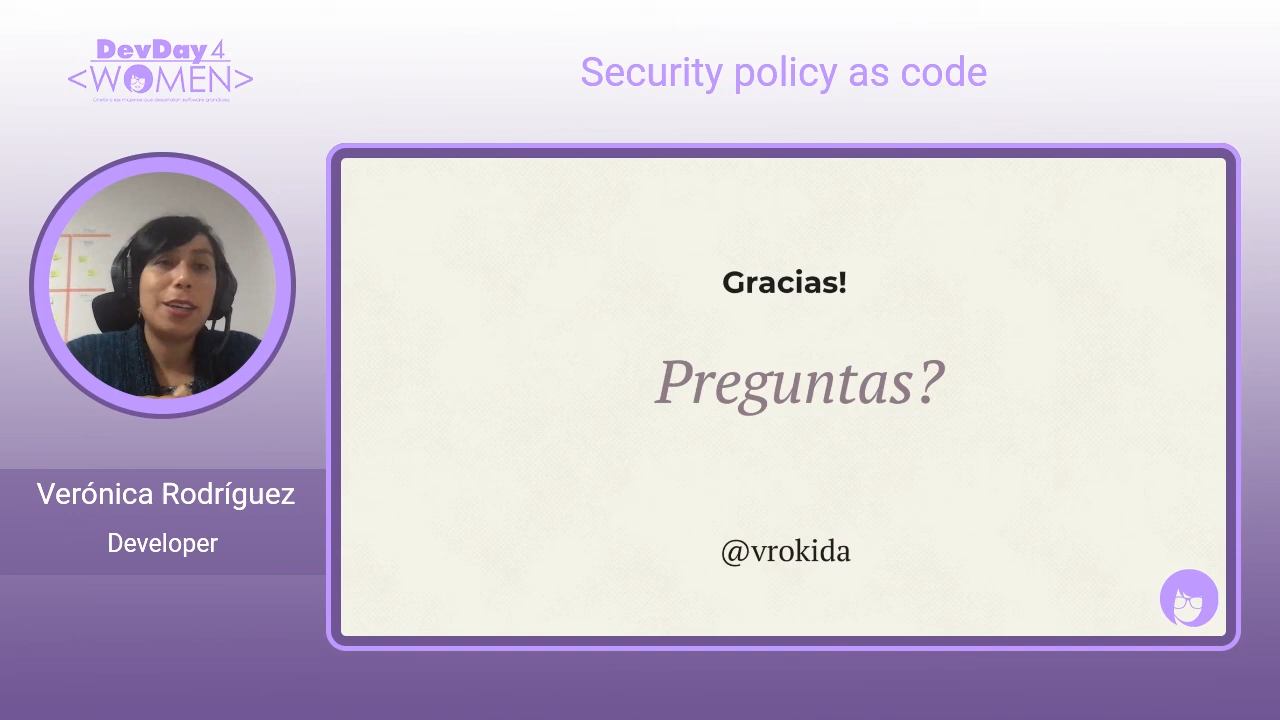 DevDay4
<WOMEN>
Security policy as code
Gracias!
Preguntas?
@vrokida
Verónica Rodríguez
Developer